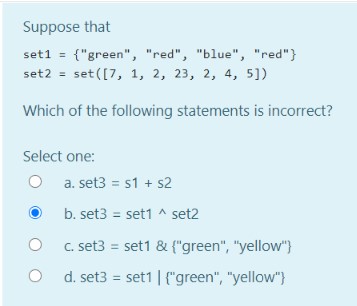 Suppose that
set1 = {"green", "red", "blue", "red"}
set2 = set([7, 1, 2, 23, 2, 4, 5])
Which of the following statements is incorrect?
Select one:
a. set3 = s1 + s2
b. set3 = set1 ^ set2
c. set3 = set1 & {"green", "yellow"}
d. set3 = set1 | {"green", "yellow"}